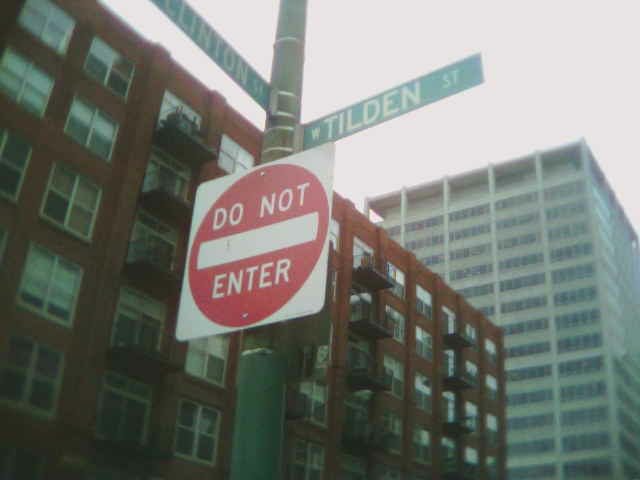 CLINTON ST
W TILDEN ST
DO NOT
ENTER